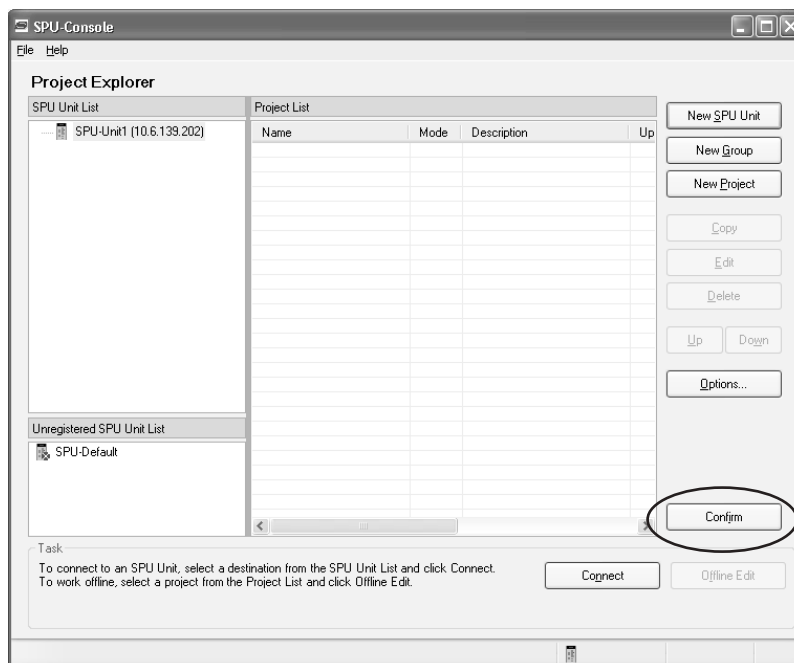 SPU-Console
File Help
Project Explorer
SPU Unit List
Project List
SPU-Unit1 (10.6.139.202)
Name Mode Description Up
New SPU Unit
New Group
New Project
Copy
Edit
Delete
Up Down
Options...
Unregistered SPU Unit List
SPU-Default
Confirm
Task
To connect to an SPU Unit, select a destination from the SPU Unit List and click Connect.
To work offline, select a project from the Project List and click Offline Edit.
Connect Offline Edit